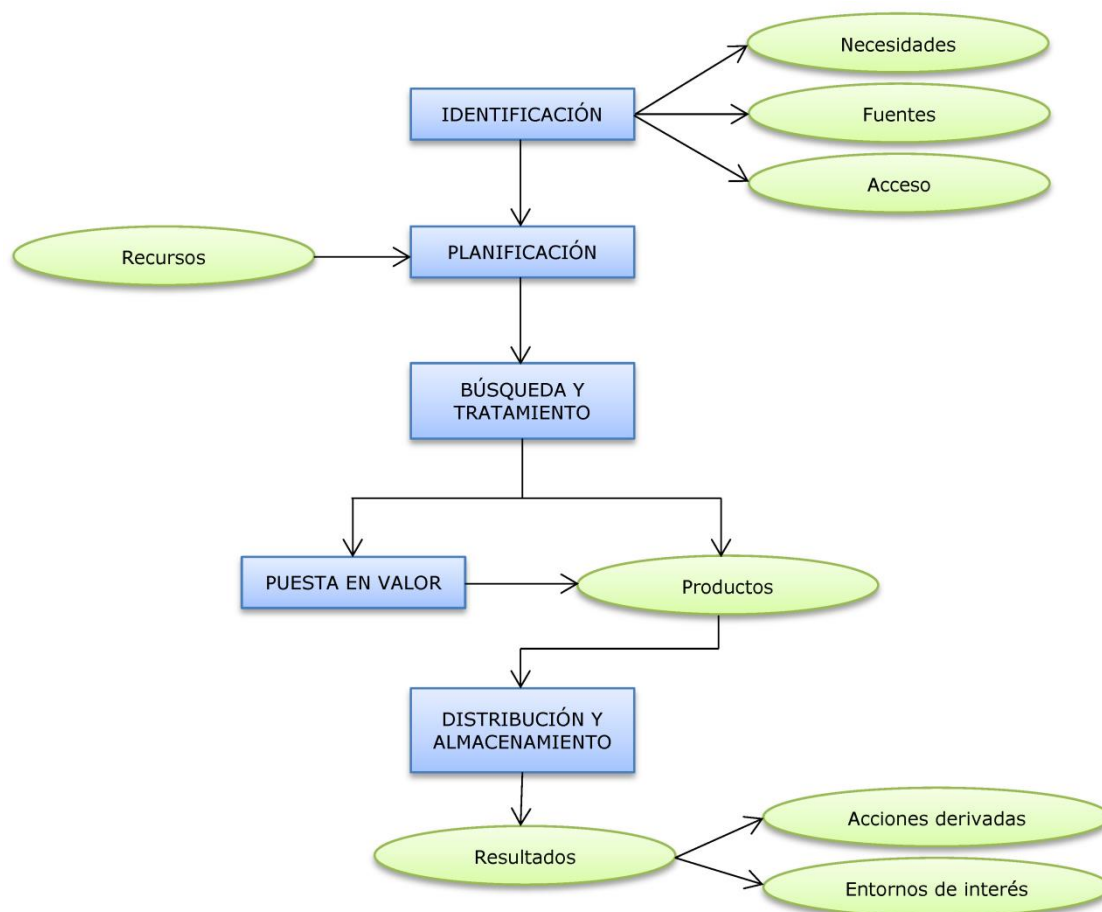 Necesidades
IDENTIFICACIÓN
Fuentes
Acceso
Recursos
PLANIFICACIÓN
BÚSQUEDA Y
TRATAMIENTO
PUESTA EN VALOR
Productos
DISTRIBUCIÓN Y
ALMACENAMIENTO
Resultados
Acciones derivadas
Entornos de interés